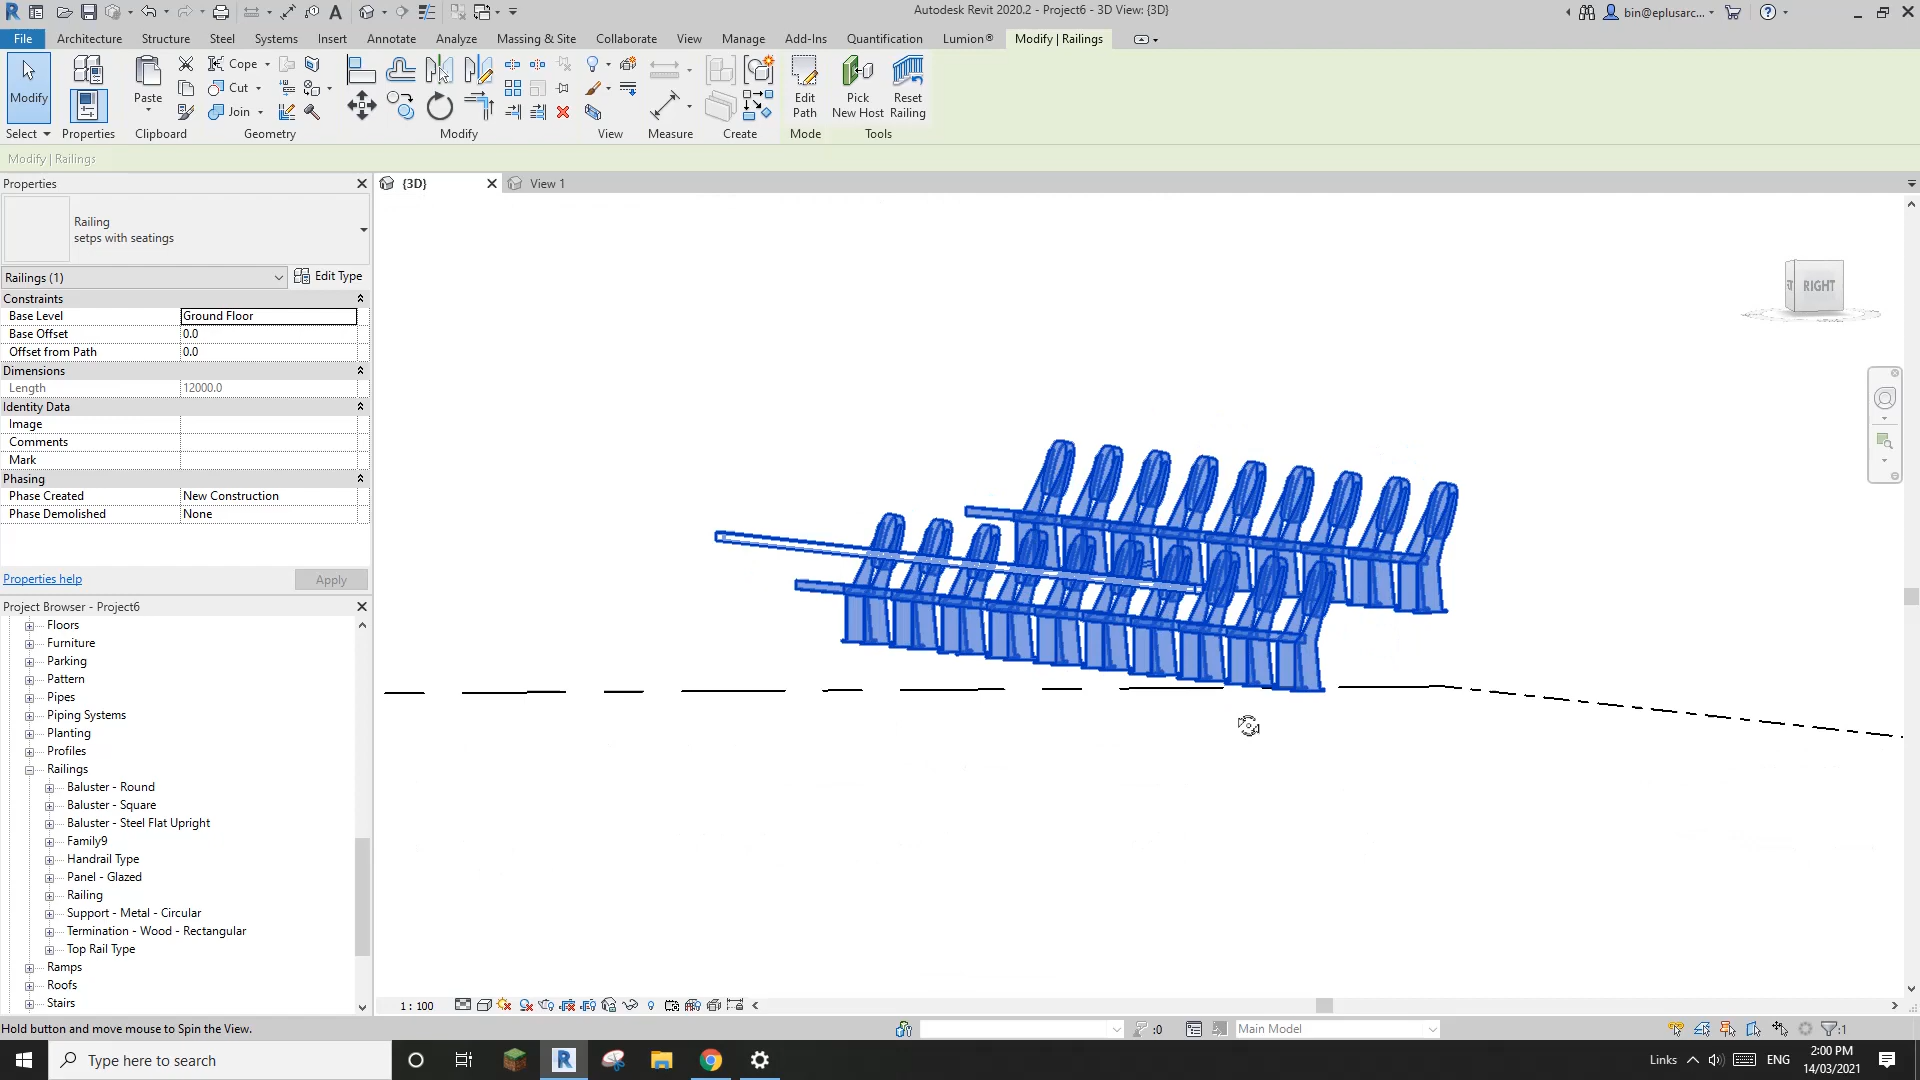 Autodesk Revit 2020.2 - Project6 - 3D View: {3D}
bin@eplusarc...
File Architecture Structure Steel Systems Insert Annotate Analyze Massing & Site Collaborate View Manage Add-Ins Quantification Lumion® Modify | Railings
Modify
Paste
Cope
Cut
Join
Edit Path
Pick New Host
Reset Railing
Select Properties Clipboard Geometry Modify View Measure Create Mode Tools
Modify | Railings
Properties
{3D}
View 1
Railing
setps with seatings
Railings (1)
Edit Type
Constraints
Base Level Ground Floor
Base Offset 0.0
Offset from Path 0.0
Dimensions
Length 12000.0
Identity Data
Image
Comments
Mark
Phasing
Phase Created New Construction
Phase Demolished None
Properties help
Apply
RIGHT
Project Browser - Project6
Floors
Furniture
Parking
Pattern
Pipes
Piping Systems
Planting
Profiles
Railings
Baluster - Round
Baluster - Square
Baluster - Steel Flat Upright
Family9
Handrail Type
Panel - Glazed
Railing
Support - Metal - Circular
Termination - Wood - Rectangular
Top Rail Type
Ramps
Roofs
Stairs
1 : 100
Hold button and move mouse to Spin the View.
:0
Main Model
:1
Type here to search
Links
ENG
2:00 PM
14/03/2021